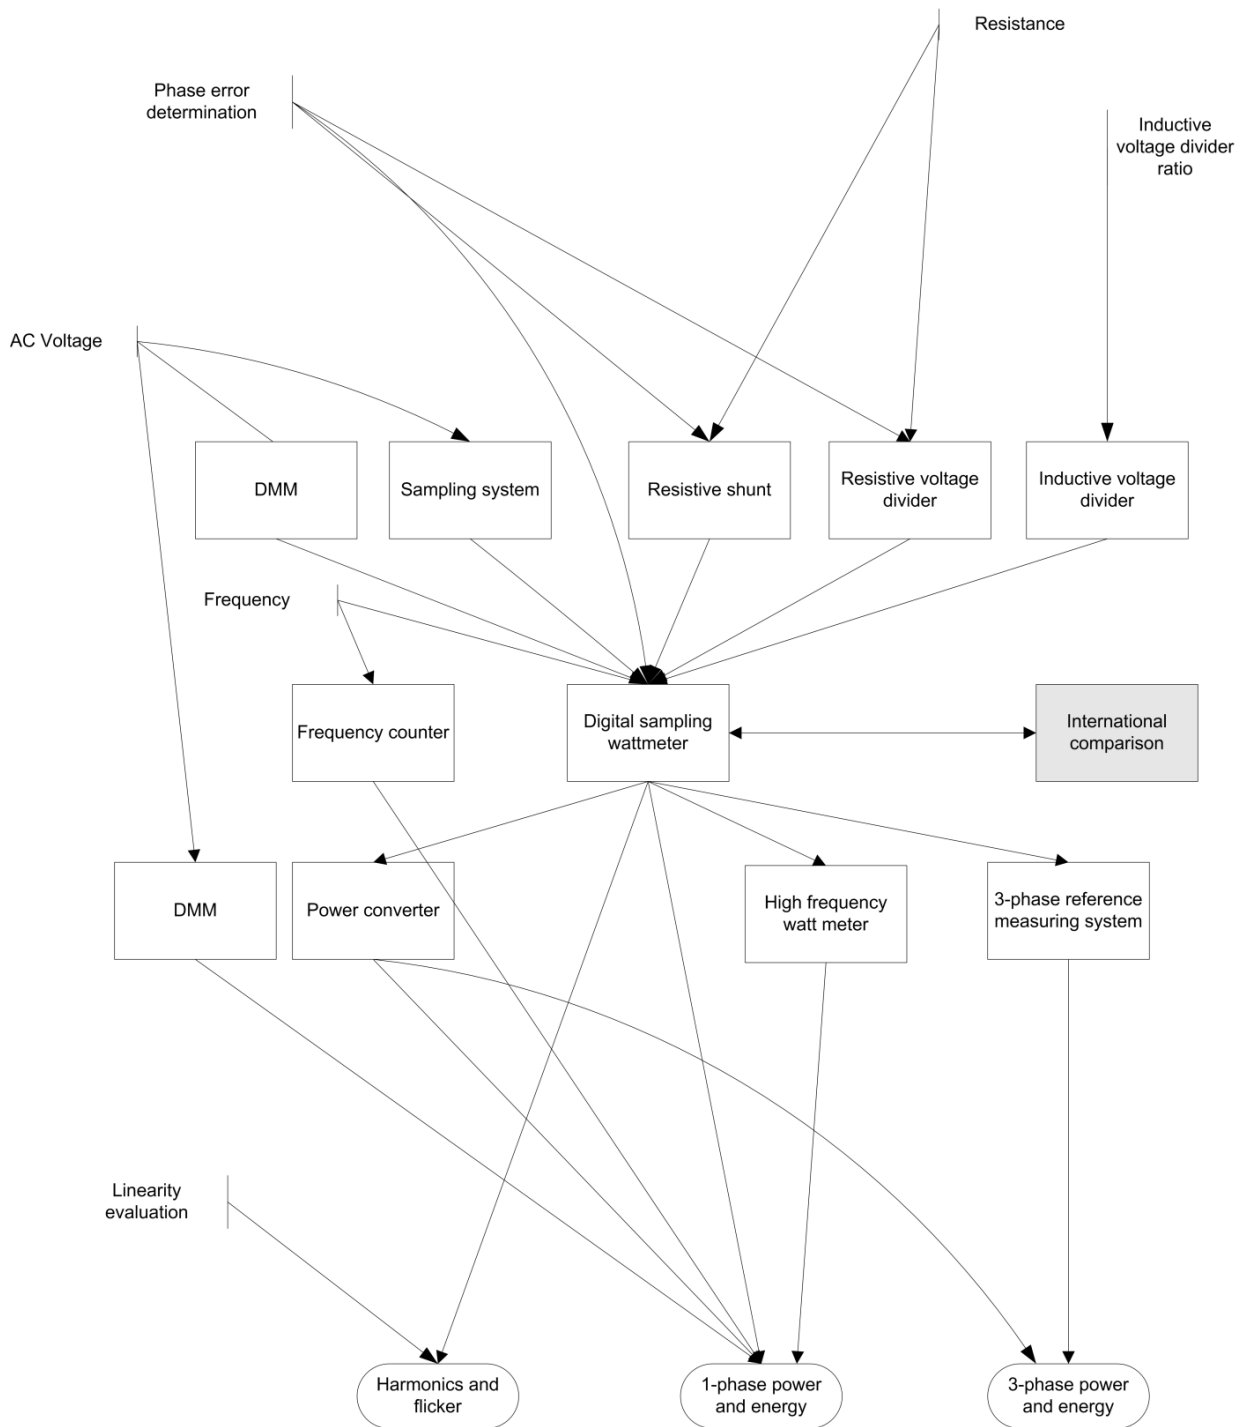 Resistance
Phase error
determination
Inductive
voltage divider
ratio
AC Voltage
DMM
Sampling system
Resistive shunt
Resistive voltage
divider
Inductive voltage
divider
Frequency
Frequency counter
Digital sampling
wattmeter
International
comparison
DMM
Power converter
High frequency
watt meter
3-phase reference
measuring system
Linearity
evaluation
Harmonics and
flicker
1-phase power
and energy
3-phase power
and energy